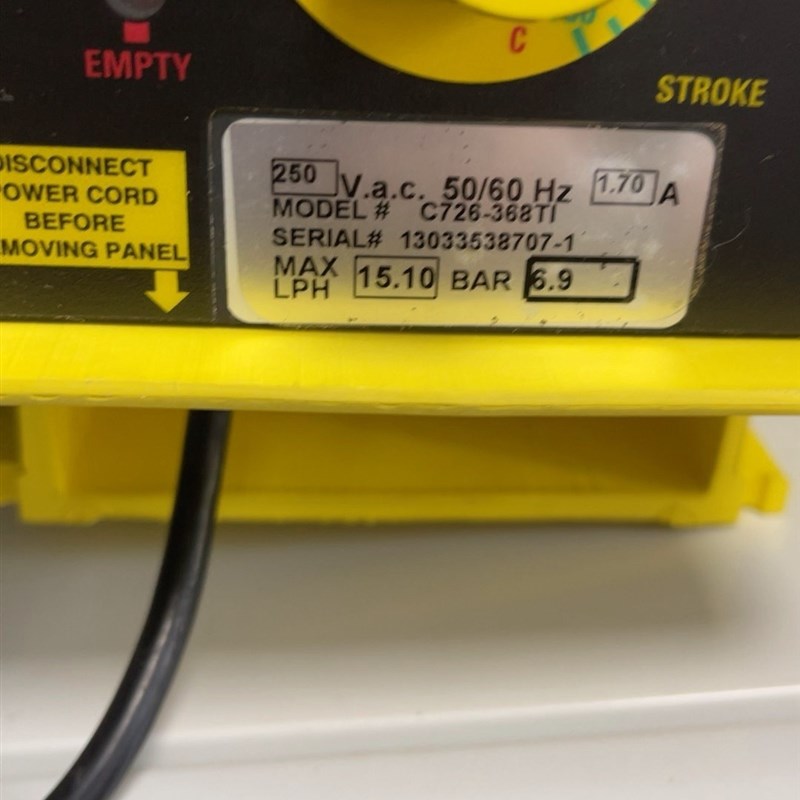 C
EMPTY
STROKE
DISCONNECT
POWER CORD
BEFORE
MOVING PANEL
250 V.a.c. 50/60 Hz 1.70 A
MODEL # C726-368TI
SERIAL# 13033538707-1
MAX LPH 15.10 BAR 6.9